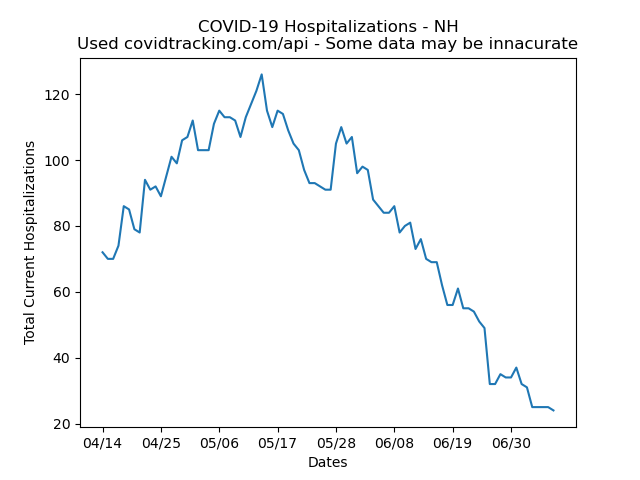 COVID-19 Hospitalizations - NH
Used covidtracking.com/api - Some data may be innacurate
Total Current Hospitalizations
120
100
80
60
40
20
04/14 04/25 05/06 05/17 05/28 06/08 06/19 06/30
Dates